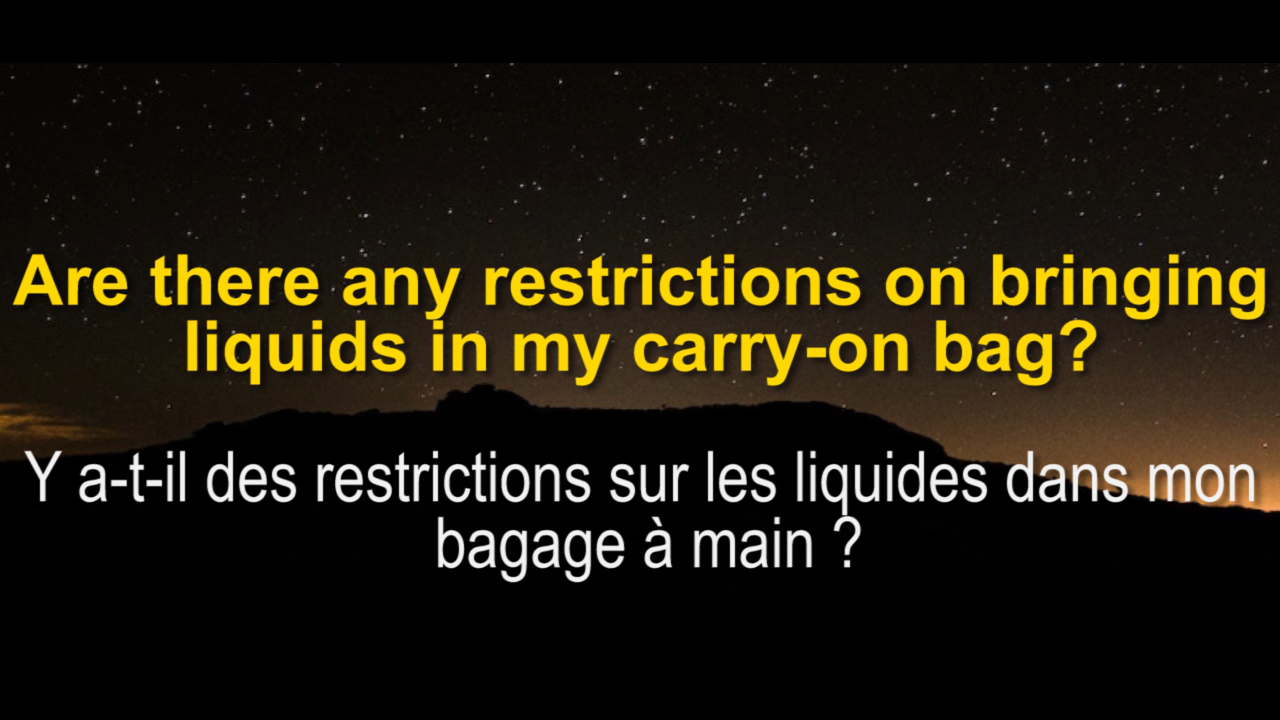 Are there any restrictions on bringing
liquids in my carry-on bag?
Y a-t-il des restrictions sur les liquides dans mon
bagage à main ?